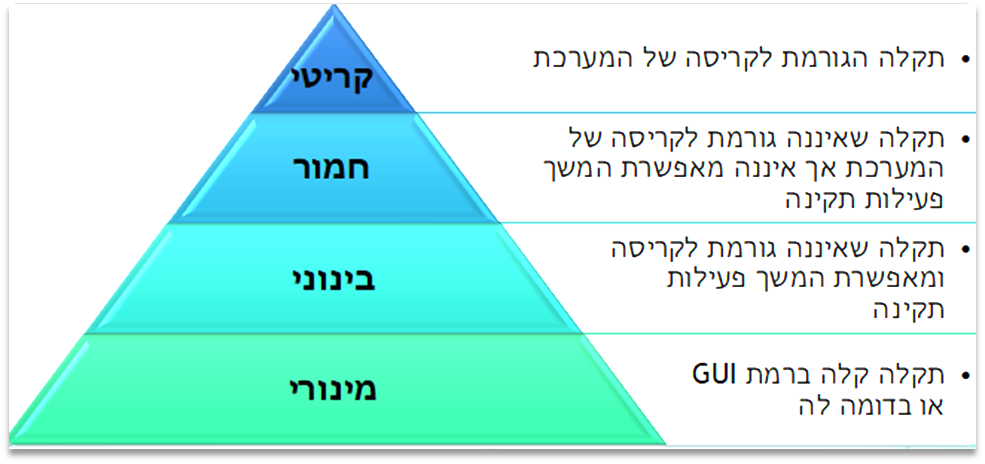 קריטי
• תקלה הגורמת לקריסה של המערכת
חמור
• תקלה שאיננה גורמת לקריסה של
המערכת אך איננה מאפשרת המשך
פעילות תקינה
בינוני
• תקלה שאיננה גורמת לקריסה
ומאפשרת המשך פעילות
תקינה
מינורי
• תקלה קלה ברמת GUI
או בדומה לה